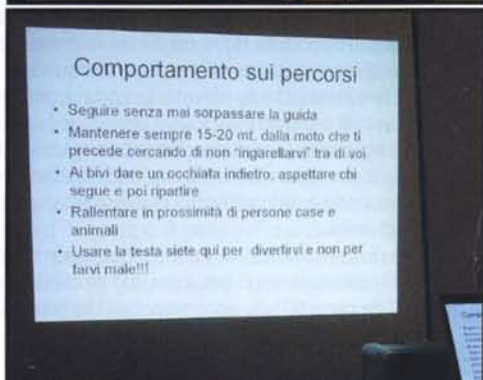 Comportamento sui percorsi
• Seguire senza mai sorpassare la guida
• Mantenere sempre 15-20 mt. dalla moto che ti
precede cercando di non "ingarellarvi" tra di voi
• Ai bivi dare un occhiata indietro, aspettare chi
segue e poi ripartire
• Rallentare in prossimità di persone case e
animali
• Usare la testa siete qui per divertirvi e non per
farvi male!!!